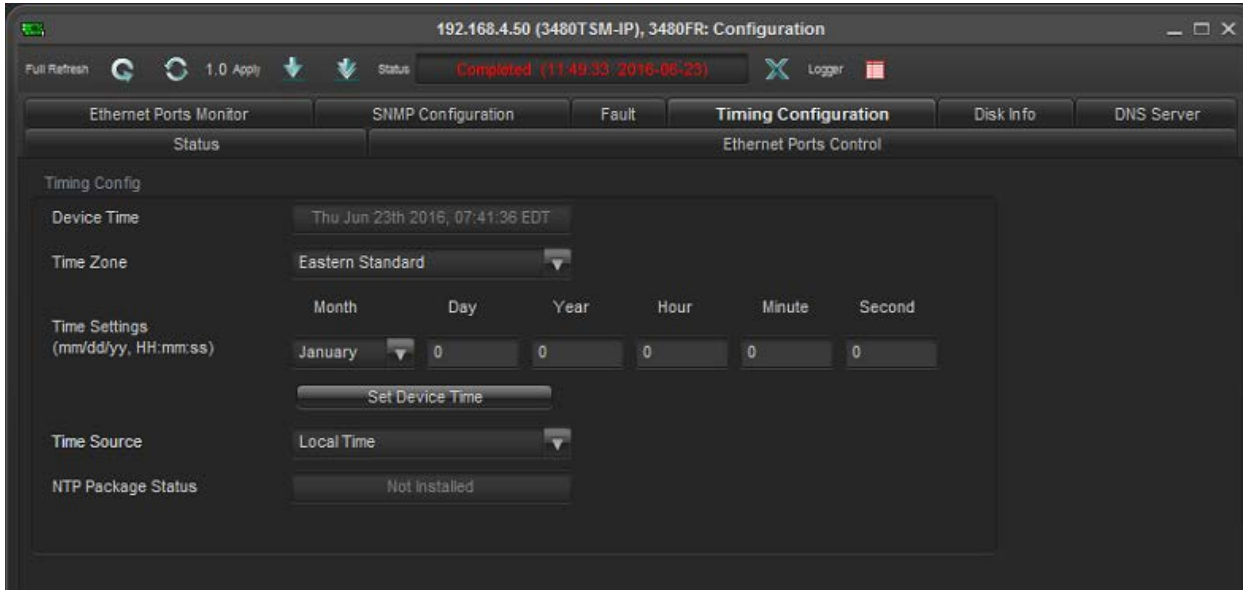 192.168.4.50 (3480TSM-IP), 3480FR: Configuration
Full Refresh 1.0 Apply Status Completed (11:49:33 2016-06-23) Logger
Ethernet Ports Monitor SNMP Configuration Fault Timing Configuration Disk Info DNS Server
Status Ethernet Ports Control
Timing Config
Device Time Thu Jun 23th 2016, 07:41:36 EDT
Time Zone Eastern Standard
Month Day Year Hour Minute Second
Time Settings
(mm/dd/yy, HH:mm:ss) January 0 0 0 0 0
Set Device Time
Time Source Local Time
NTP Package Status Not Installed